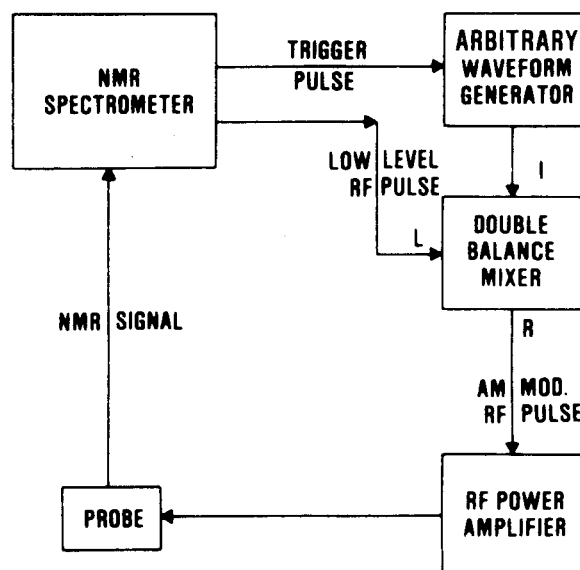 NMR
SPECTROMETER
TRIGGER
PULSE
ARBITRARY
WAVEFORM
GENERATOR
LOW LEVEL
RF PULSE
I
L
DOUBLE
BALANCE
MIXER
R
NMR SIGNAL
AM MOD.
RF PULSE
PROBE
RF POWER
AMPLIFIER